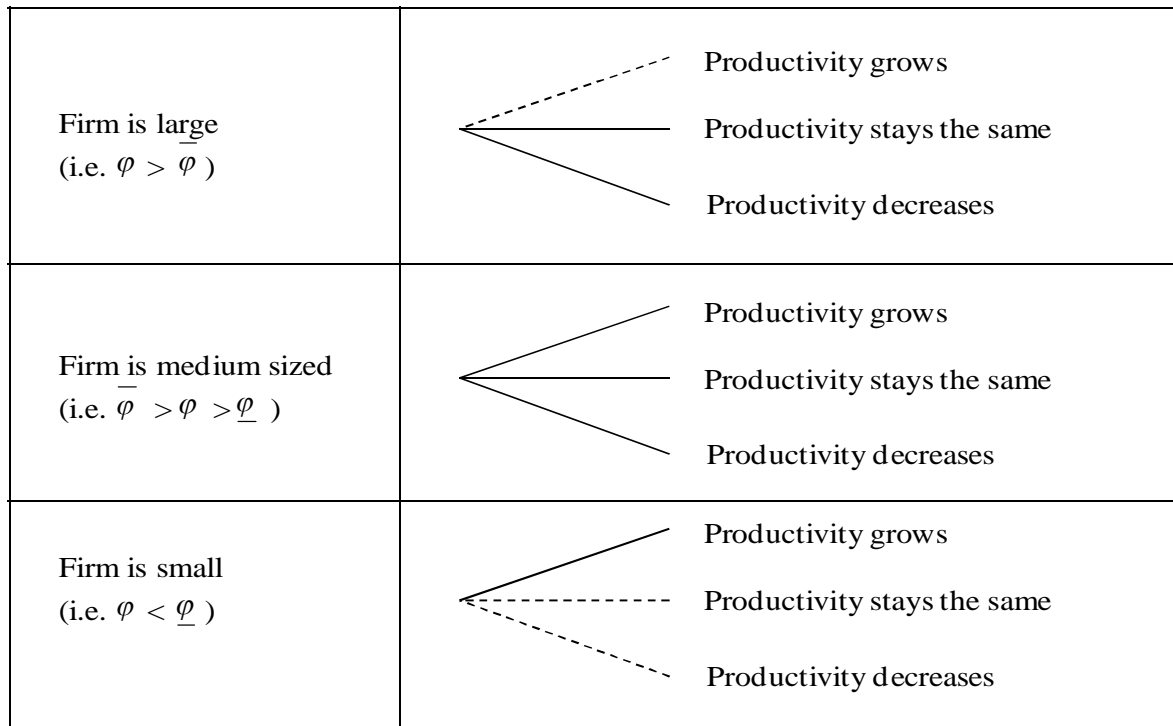 Productivity grows
Firm is large
(i.e. φ > φ̅ )
Productivity stays the same
Productivity decreases
Productivity grows
Firm is medium sized
(i.e. φ̅ > φ > φ̲ )
Productivity stays the same
Productivity decreases
Productivity grows
Firm is small
(i.e. φ < φ̲ )
Productivity stays the same
Productivity decreases